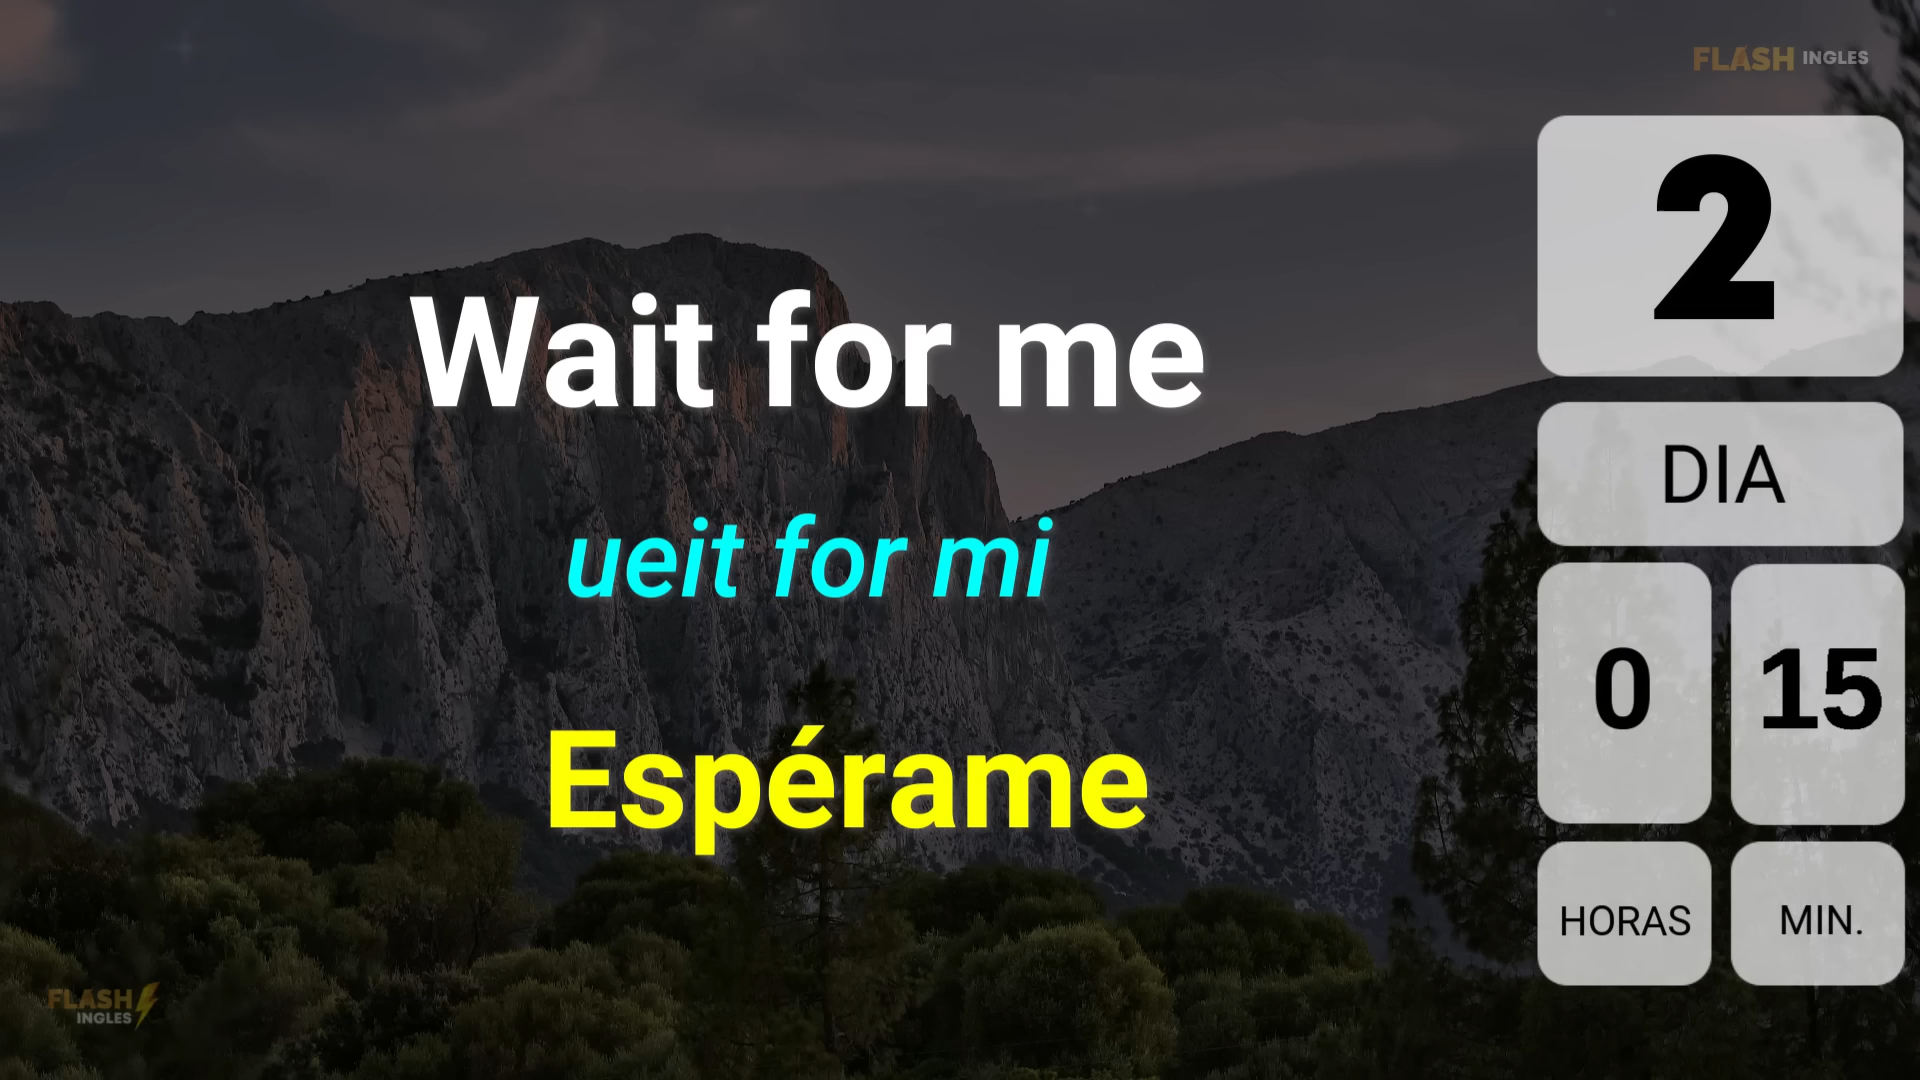 FLASH INGLES
2
DIA
Wait for me
ueit for mi
Espérame
0 15
HORAS MIN.
FLASH
INGLES